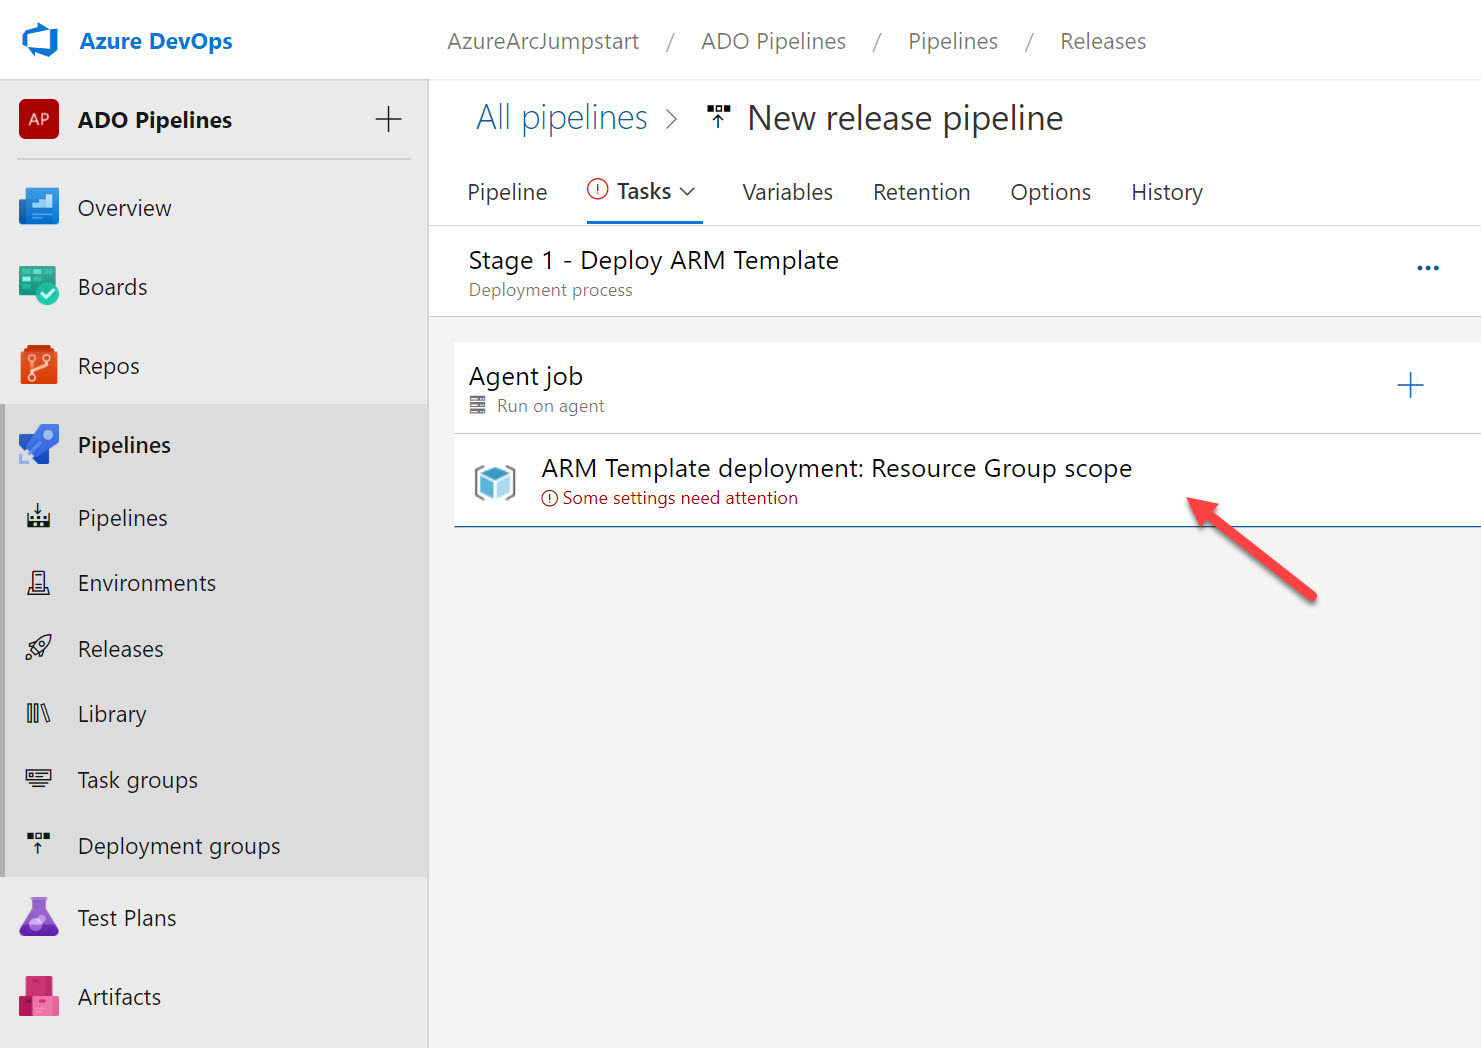 Azure DevOps
AzureArcJumpstart / ADO Pipelines / Pipelines / Releases
AP ADO Pipelines
Overview
Boards
Repos
Pipelines
Pipelines
Environments
Releases
Library
Task groups
Deployment groups
Test Plans
Artifacts
All pipelines > New release pipeline
Pipeline Tasks Variables Retention Options History
Stage 1 - Deploy ARM Template
Deployment process
Agent job
Run on agent
ARM Template deployment: Resource Group scope
Some settings need attention